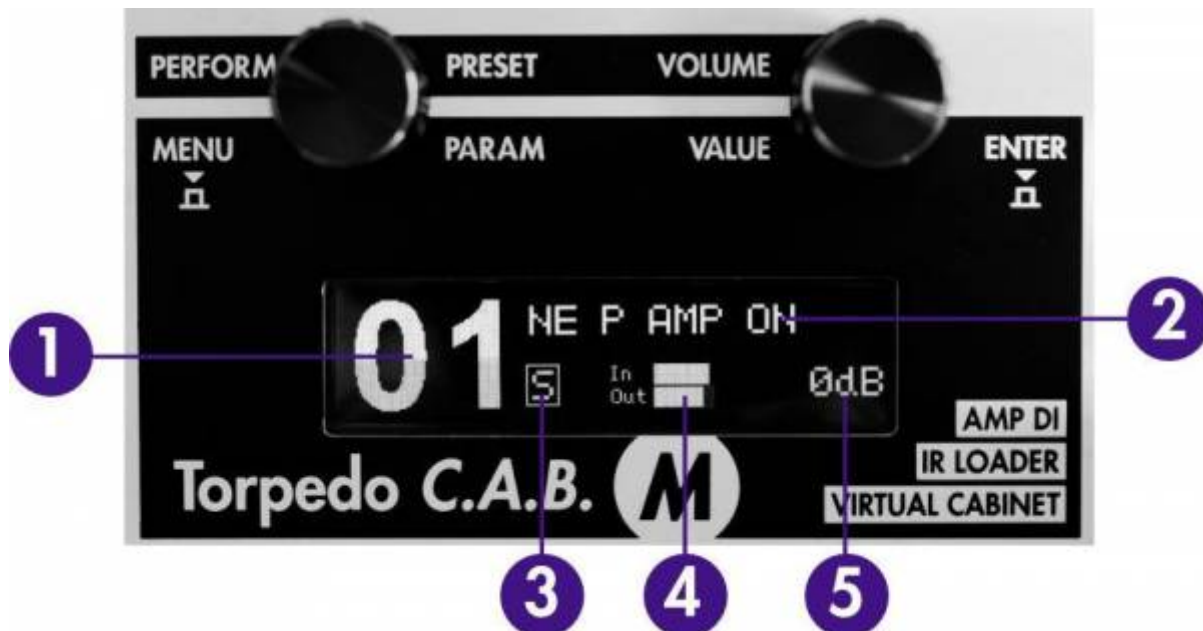 PERFORM PRESET VOLUME
MENU PARAM VALUE ENTER
01 NE P AMP ON
S In 0dB
Out
AMP DI
IR LOADER
VIRTUAL CABINET
Torpedo C.A.B. M
1
2
3 4 5